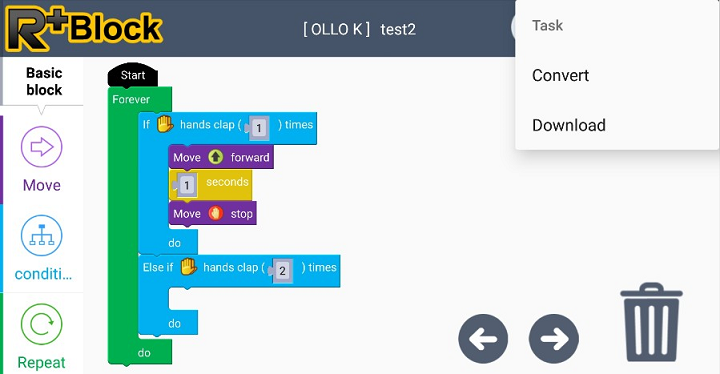 R+Block
[ OLLO K ] test2
Task
Convert
Download
Basic
block
Move
conditi...
Repeat
Start
Forever
If hands clap ( 1 ) times
Move forward
1 seconds
Move stop
do
Else if hands clap ( 2 ) times
do
do